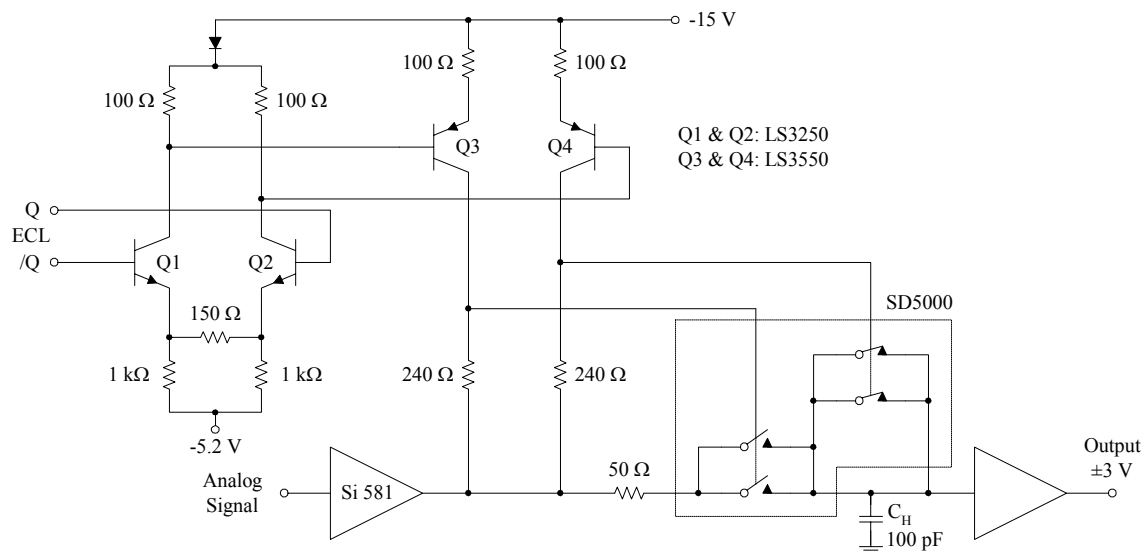 -15 V
100 Ω
100 Ω
100 Ω
100 Ω
Q3
Q4
Q1 & Q2: LS3250
Q3 & Q4: LS3550
Q
ECL
/Q
Q1
Q2
150 Ω
SD5000
1 kΩ
1 kΩ
240 Ω
240 Ω
-5.2 V
Analog
Signal
Si 581
50 Ω
Output
±3 V
CH
100 pF